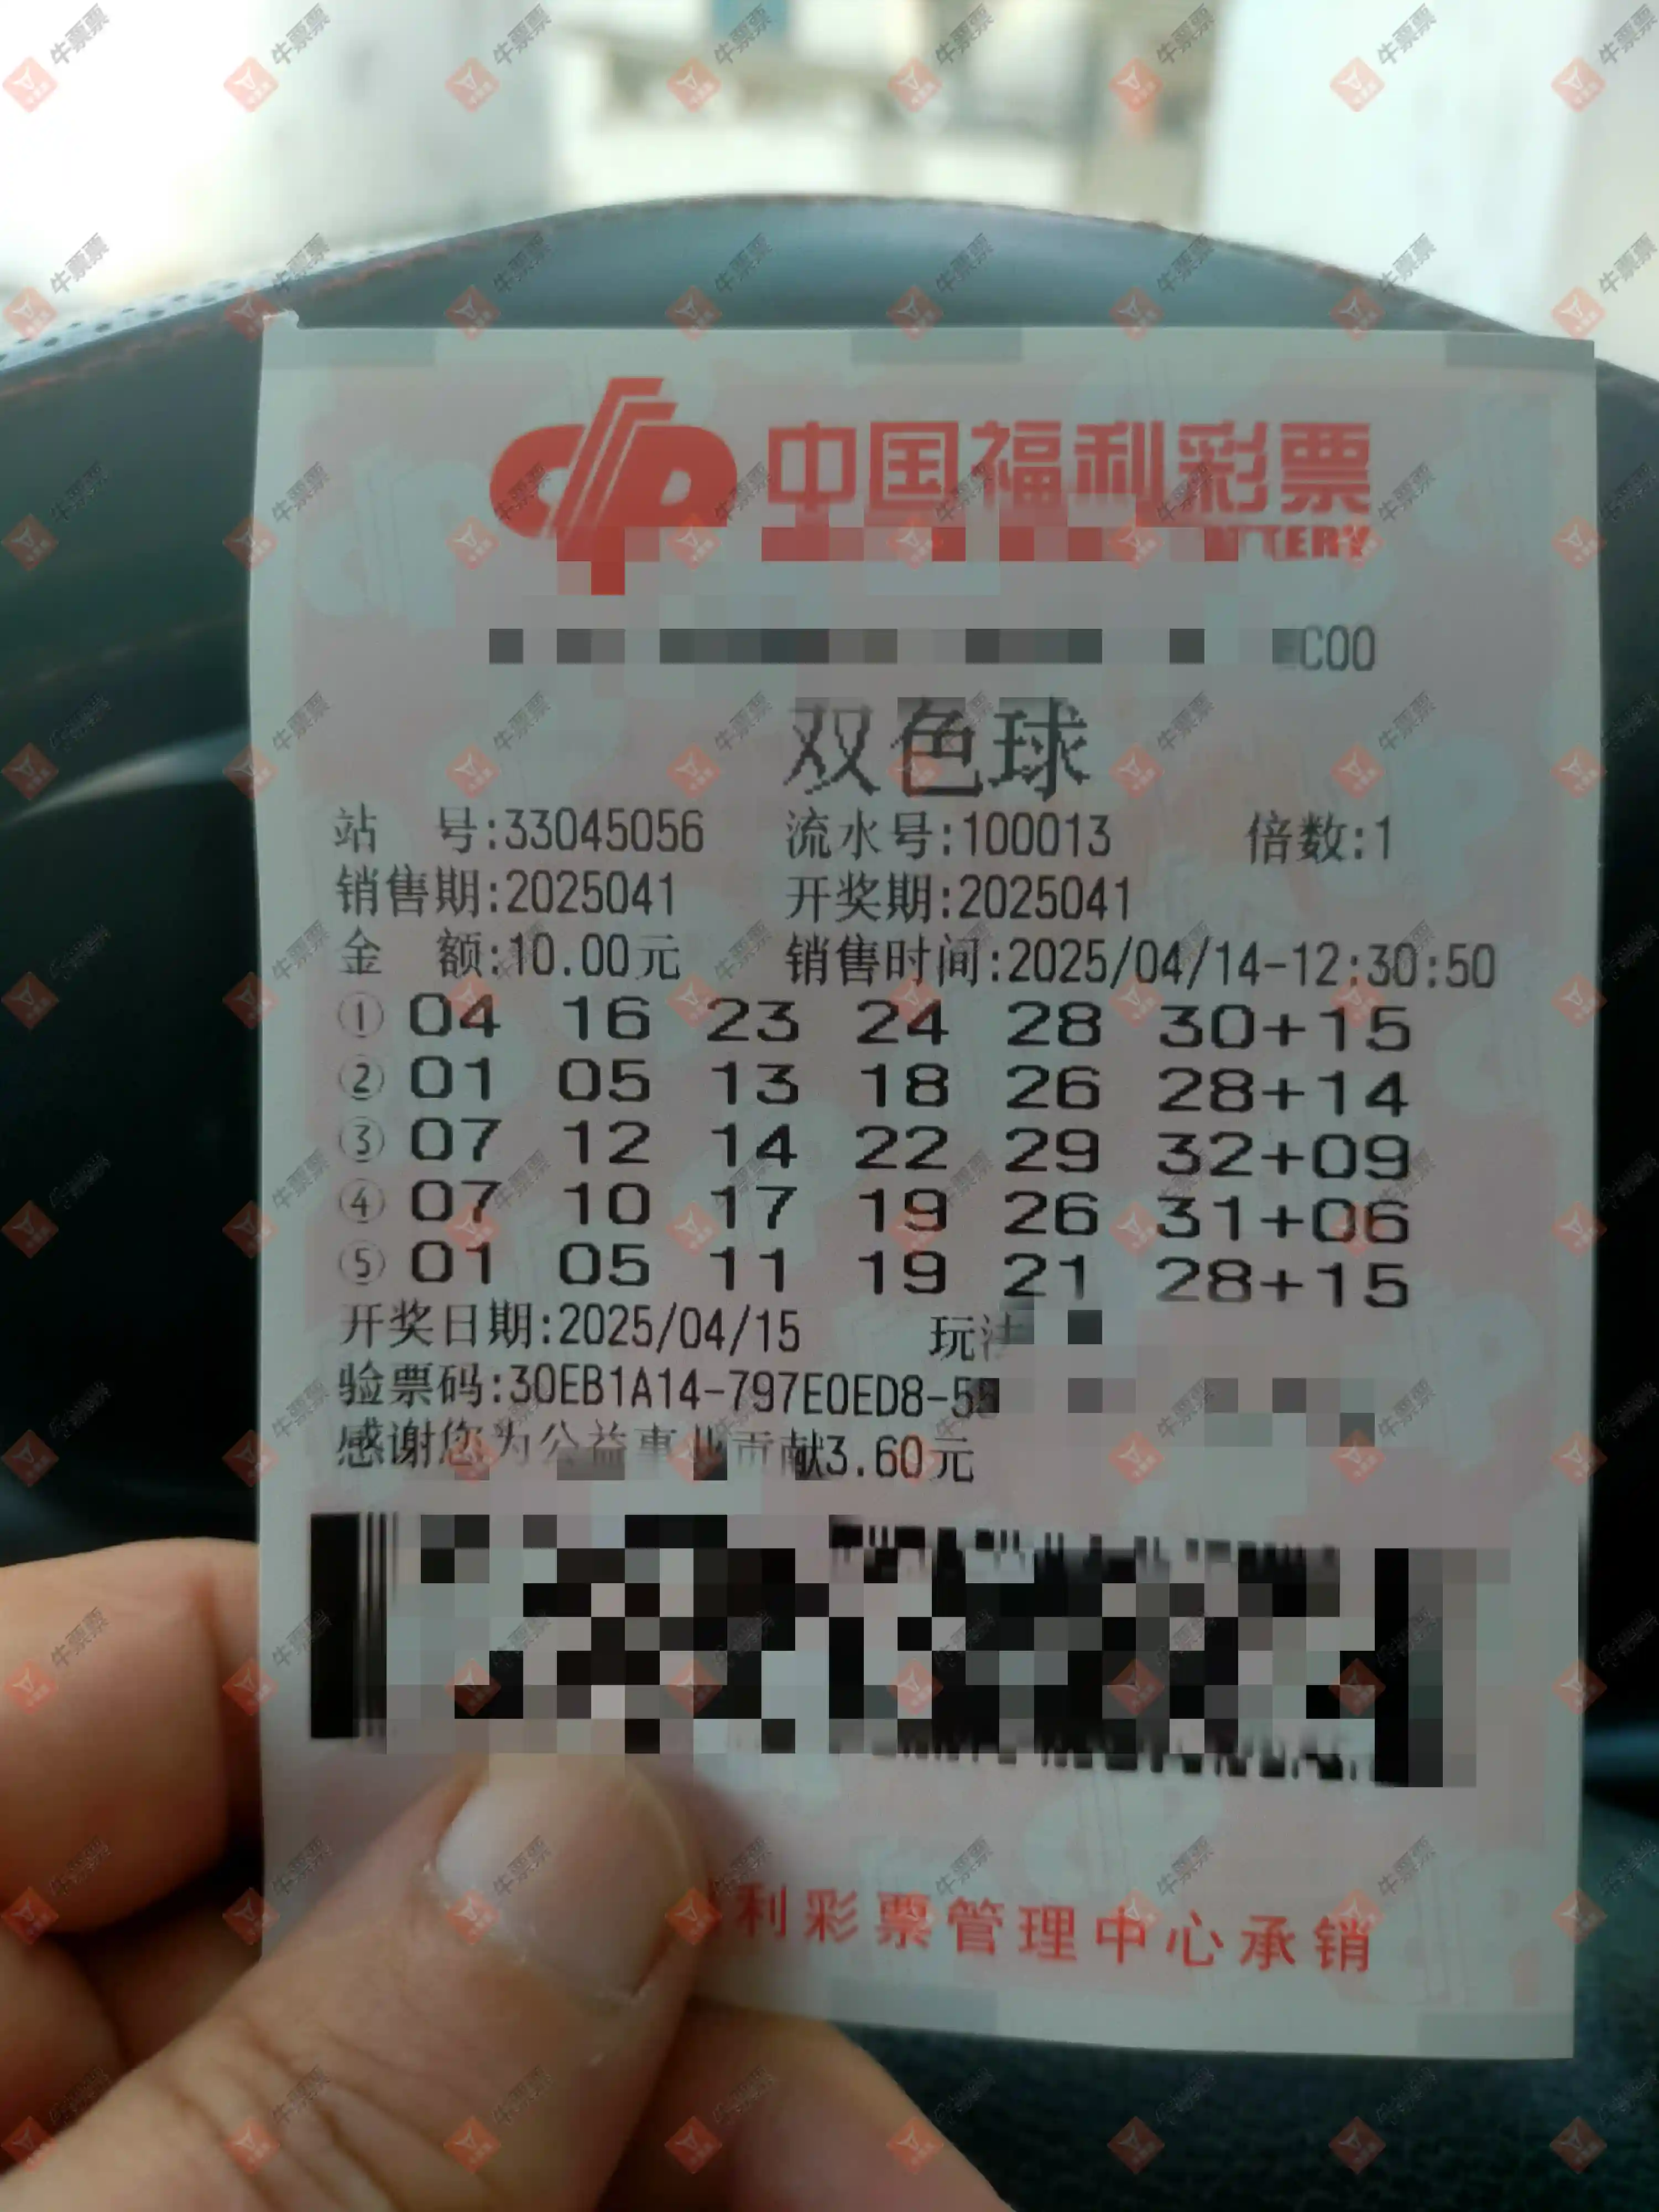 中国福利彩票
TTERY
C00
双色球
站 号:33045056 流水号:100013 倍数:1
销售期:2025041 开奖期:2025041
金 额:10.00元 销售时间:2025/04/14-12:30:50
① 04 16 23 24 28 30+15
② 01 05 13 18 26 28+14
③ 07 12 14 22 29 32+09
④ 07 10 17 19 26 31+06
⑤ 01 05 11 19 21 28+15
开奖日期:2025/04/15 玩法
验票码:30EB1A14-797E0ED8-5
感谢您为公益事业贡献3.60元
利彩票管理中心承销
牛票票